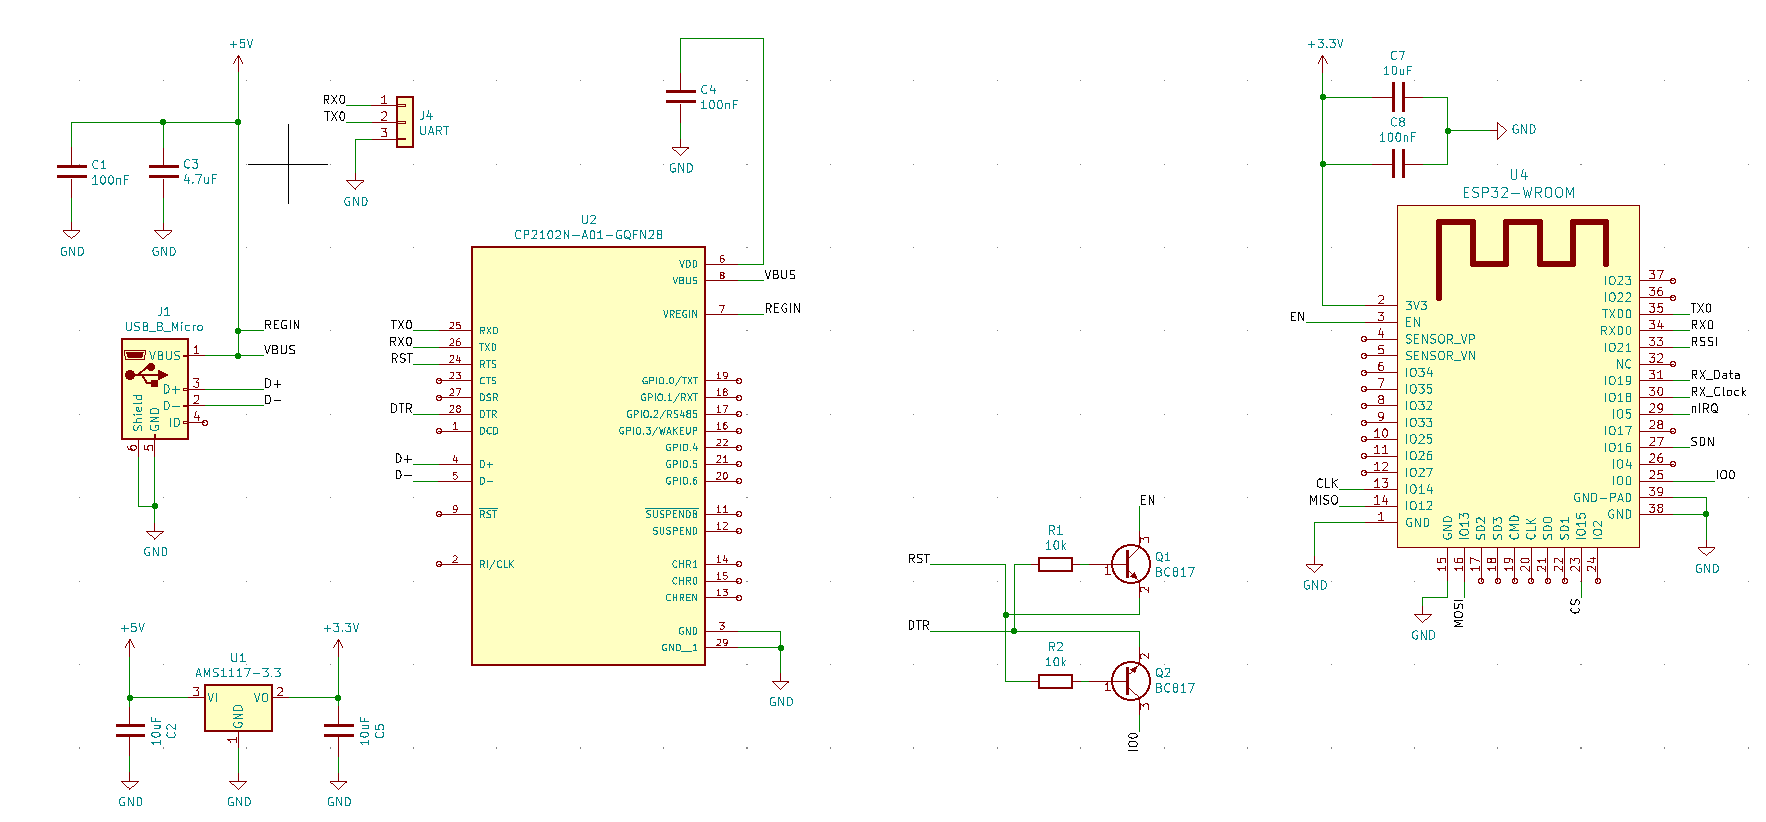 +5V
C1
100nF
GND
C3
4.7uF
GND
RX0
TX0
1
2
3
J4
UART
GND
C4
100nF
GND
+3.3V
C7
10uF
C8
100nF
GND
J1
USB_B_Micro
VBUS
D+
D-
ID
Shield
GND
1
3
2
4
6
5
REGIN
VBUS
D+
D-
GND
U2
CP2102N-A01-GQFN28
TX0 25 RXD
RX0 26 TXD
RST 24 RTS
23 CTS
27 DSR
DTR 28 DTR
1 DCD
D+ 4 D+
D- 5 D-
9 RST
2 RI/CLK
VDD 6
VBUS 8 VBUS
VREGIN 7 REGIN
GPIO.0/TXT 19
GPIO.1/RXT 18
GPIO.2/RS485 17
GPIO.3/WAKEUP 16
GPIO.4 22
GPIO.5 21
GPIO.6 20
SUSPENDB 11
SUSPEND 12
CHR1 14
CHR0 15
CHREN 13
GND 3
GND__1 29
GND
+5V
+3.3V
U1
AMS1117-3.3
3 VI
VO 2
GND
1
10uF
C2
10uF
C5
GND
GND
GND
RST
DTR
R1
10k
R2
10k
EN
3
1
2
Q1
BC817
2
1
3
Q2
BC817
IO0
U4
ESP32-WROOM
2 3V3
EN 3 EN
4 SENSOR_VP
5 SENSOR_VN
6 IO34
7 IO35
8 IO32
9 IO33
10 IO25
11 IO26
12 IO27
CLK 13 IO14
MISO 14 IO12
1 GND
GND
IO23 37
IO22 36
TXD0 35 TX0
RXD0 34 RX0
IO21 33 RSSI
NC 32
IO19 31 RX_Data
IO18 30 RX_Clock
IO5 29 nIRQ
IO17 28
IO16 27 SDN
IO4 26
IO0 25 IO0
GND-PAD 39
GND 38
GND
GND 15
IO13 16 MOSI
SD2 17
SD3 18
CMD 19
CLK 20
SD0 21
SD1 22
IO15 23 CS
IO2 24
GND